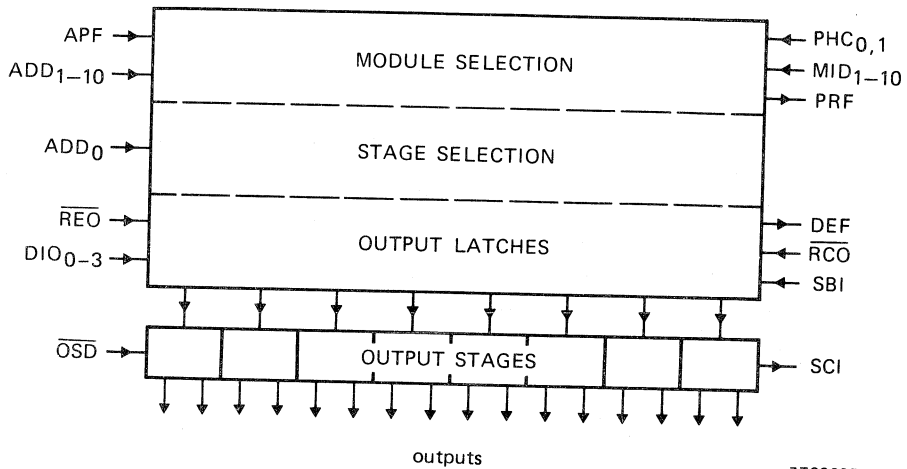 APF
PHC0,1
MODULE SELECTION
ADD1–10
MID1–10
PRF
ADD0
STAGE SELECTION
REO
DEF
OUTPUT LATCHES
RCO
DIO0–3
SBI
OSD
OUTPUT STAGES
SCI
outputs